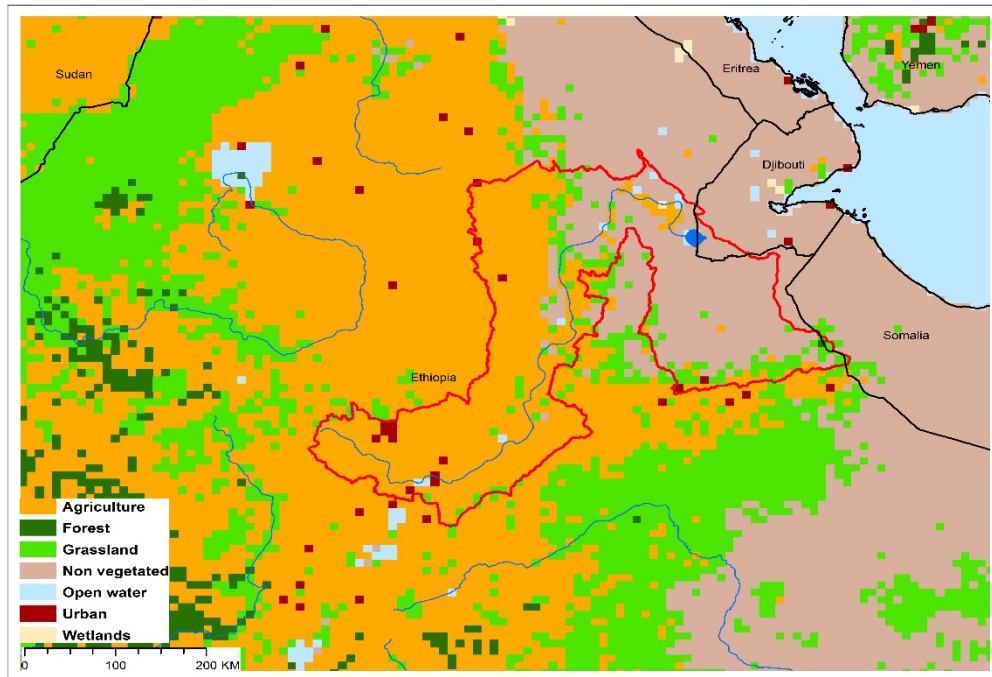 Sudan
Eritrea
Yemen
Djibouti
Somalia
Ethiopia
Agriculture
Forest
Grassland
Non vegetated
Open water
Urban
Wetlands
0 100 200 KM